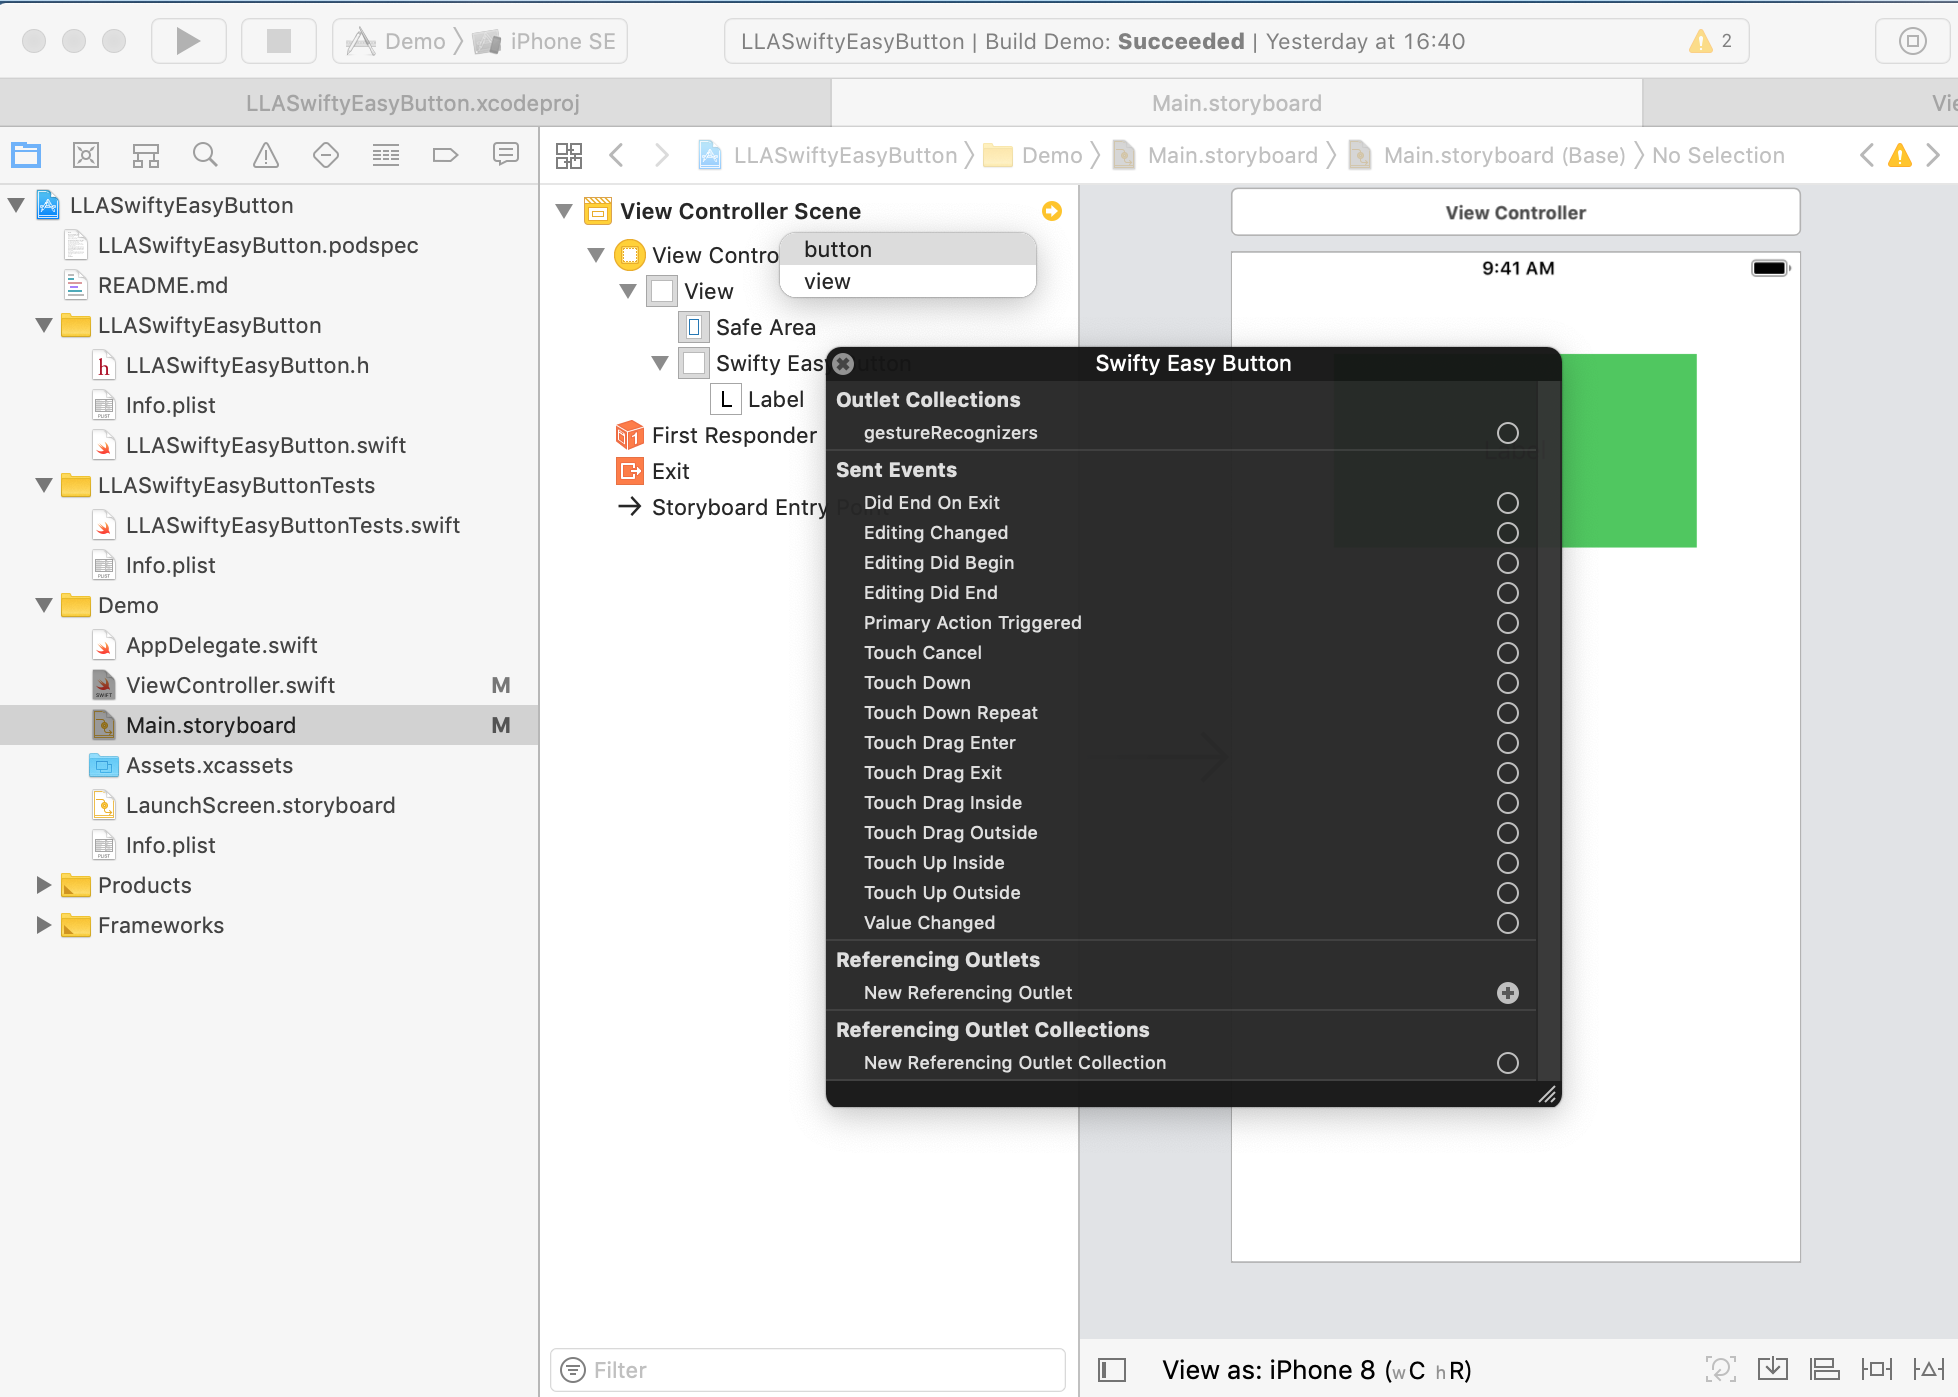 Demo
iPhone SE
LLASwiftyEasyButton | Build Demo: Succeeded | Yesterday at 16:40
2
LLASwiftyEasyButton.xcodeproj
Main.storyboard
LLASwiftyEasyButton
Demo
Main.storyboard
Main.storyboard (Base)
No Selection
LLASwiftyEasyButton
LLASwiftyEasyButton.podspec
README.md
LLASwiftyEasyButton
LLASwiftyEasyButton.h
Info.plist
LLASwiftyEasyButton.swift
LLASwiftyEasyButtonTests
LLASwiftyEasyButtonTests.swift
Info.plist
Demo
AppDelegate.swift
ViewController.swift M
Main.storyboard M
Assets.xcassets
LaunchScreen.storyboard
Info.plist
Products
Frameworks
View Controller Scene
View Contro
button
view
View
Safe Area
Swifty Easy Button
L Label
First Responder
Exit
Storyboard Entry
Filter
View Controller
9:41 AM
Swifty Easy Button
Outlet Collections
gestureRecognizers
Sent Events
Did End On Exit
Editing Changed
Editing Did Begin
Editing Did End
Primary Action Triggered
Touch Cancel
Touch Down
Touch Down Repeat
Touch Drag Enter
Touch Drag Exit
Touch Drag Inside
Touch Drag Outside
Touch Up Inside
Touch Up Outside
Value Changed
Referencing Outlets
New Referencing Outlet
Referencing Outlet Collections
New Referencing Outlet Collection
View as: iPhone 8 (wC hR)